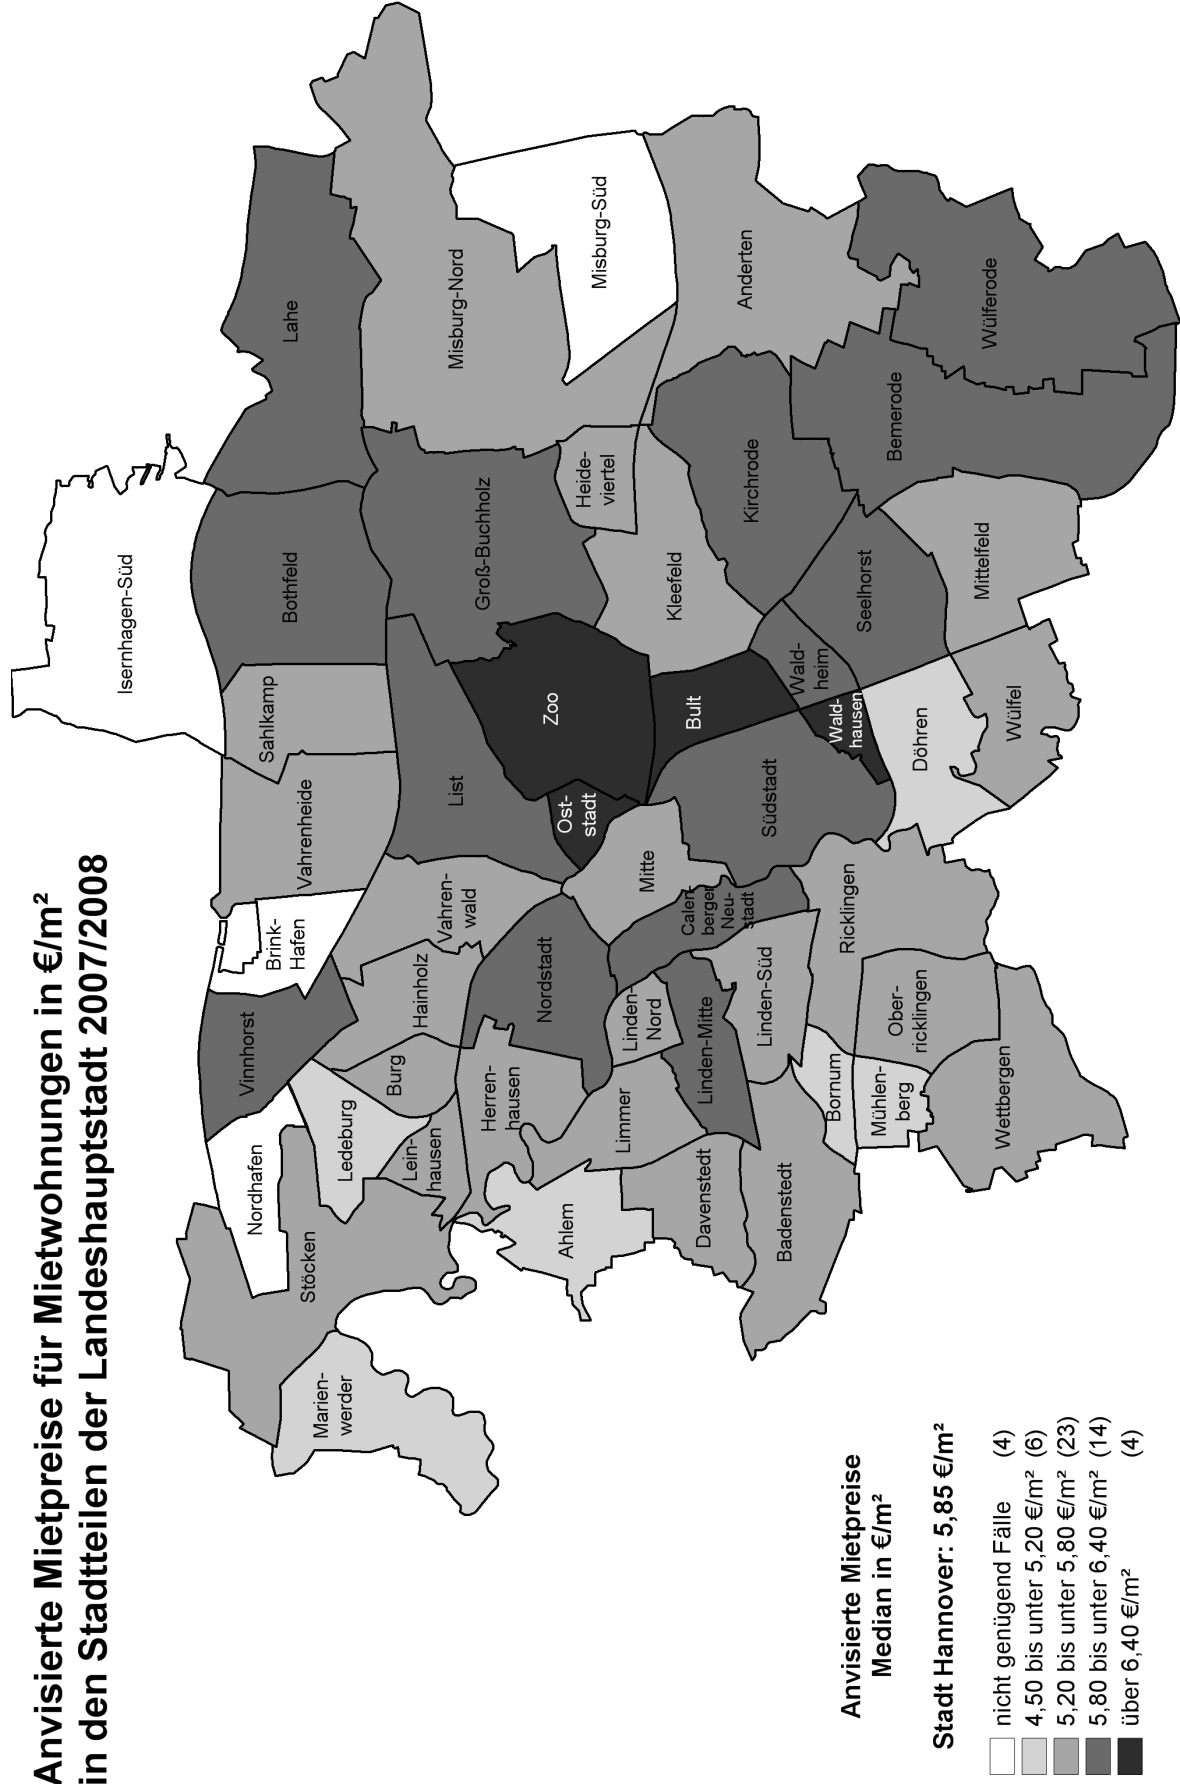 Anvisierte Mietpreise für Mietwohnungen in €/m²
in den Stadtteilen der Landeshauptstadt 2007/2008
Isernhagen-Süd
Nordhafen
Vinnhorst
Brink-
Hafen
Vahrenheide
Sahlkamp
Bothfeld
Lahe
Marien-
werder
Stöcken
Ledeburg
Lein-
hausen
Burg
Hainholz
Vahren-
wald
List
Groß-Buchholz
Misburg-Nord
Herren-
hausen
Nordstadt
Ost-
stadt
Zoo
Heide-
viertel
Misburg-Süd
Ahlem
Limmer
Linden-
Nord
Mitte
Kleefeld
Davenstedt
Linden-Mitte
Calen-
berger
Neu-
stadt
Bult
Kirchrode
Anderten
Badenstedt
Linden-Süd
Südstadt
Wald-
heim
Wald-
hausen
Seelhorst
Bemerode
Wülferode
Bornum
Mühlen-
berg
Ober-
ricklingen
Ricklingen
Döhren
Mittelfeld
Wettbergen
Wülfel
Anvisierte Mietpreise
Median in €/m²
Stadt Hannover: 5,85 €/m²
nicht genügend Fälle (4)
4,50 bis unter 5,20 €/m² (6)
5,20 bis unter 5,80 €/m² (23)
5,80 bis unter 6,40 €/m² (14)
über 6,40 €/m² (4)